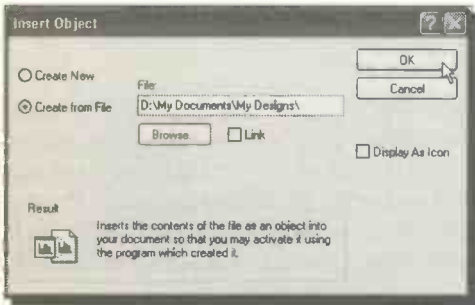 Insert Object
Create New
Create from File
File:
D:\My Documents\My Designs\
Browse...
Link
OK
Cancel
Display As Icon
Result
Inserts the contents of the file as an object into
your document so that you may activate it using
the program which created it.